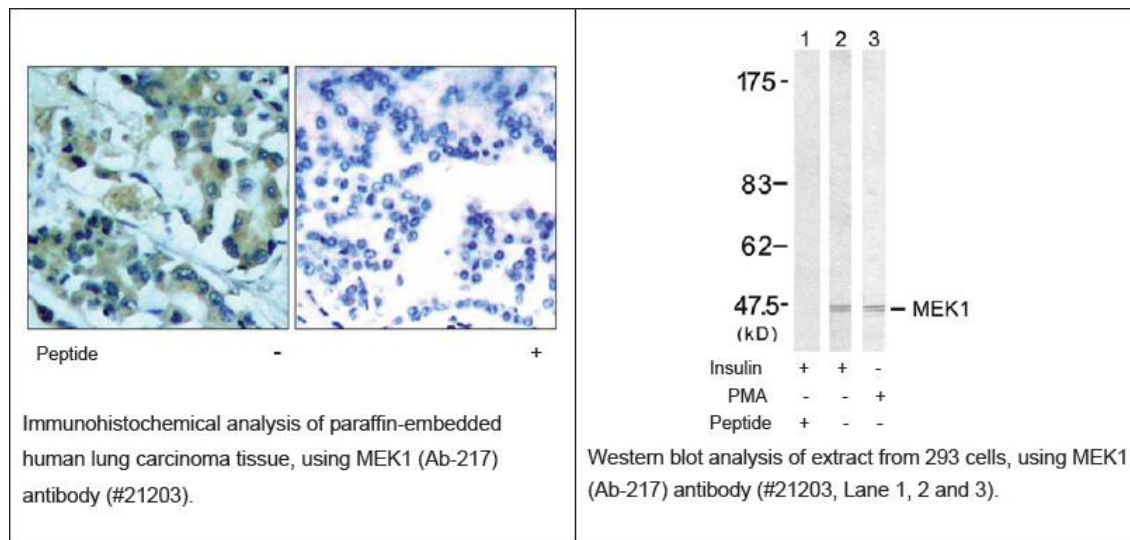 Peptide - +
Immunohistochemical analysis of paraffin-embedded
human lung carcinoma tissue, using MEK1 (Ab-217)
antibody (#21203).
1 2 3
175-
83-
62-
47.5-
(kD)
– MEK1
Insulin + + -
PMA - - +
Peptide + - -
Western blot analysis of extract from 293 cells, using MEK1
(Ab-217) antibody (#21203, Lane 1, 2 and 3).